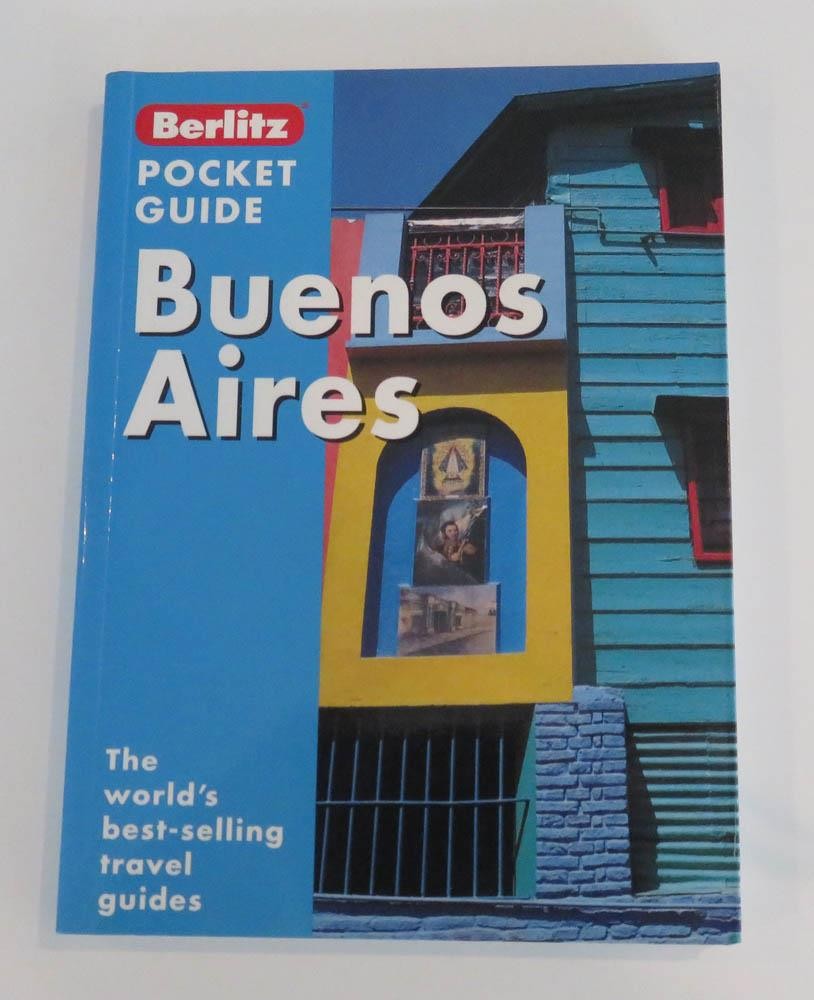 Berlitz
POCKET
GUIDE
Buenos
Aires
The
world's
best-selling
travel
guides